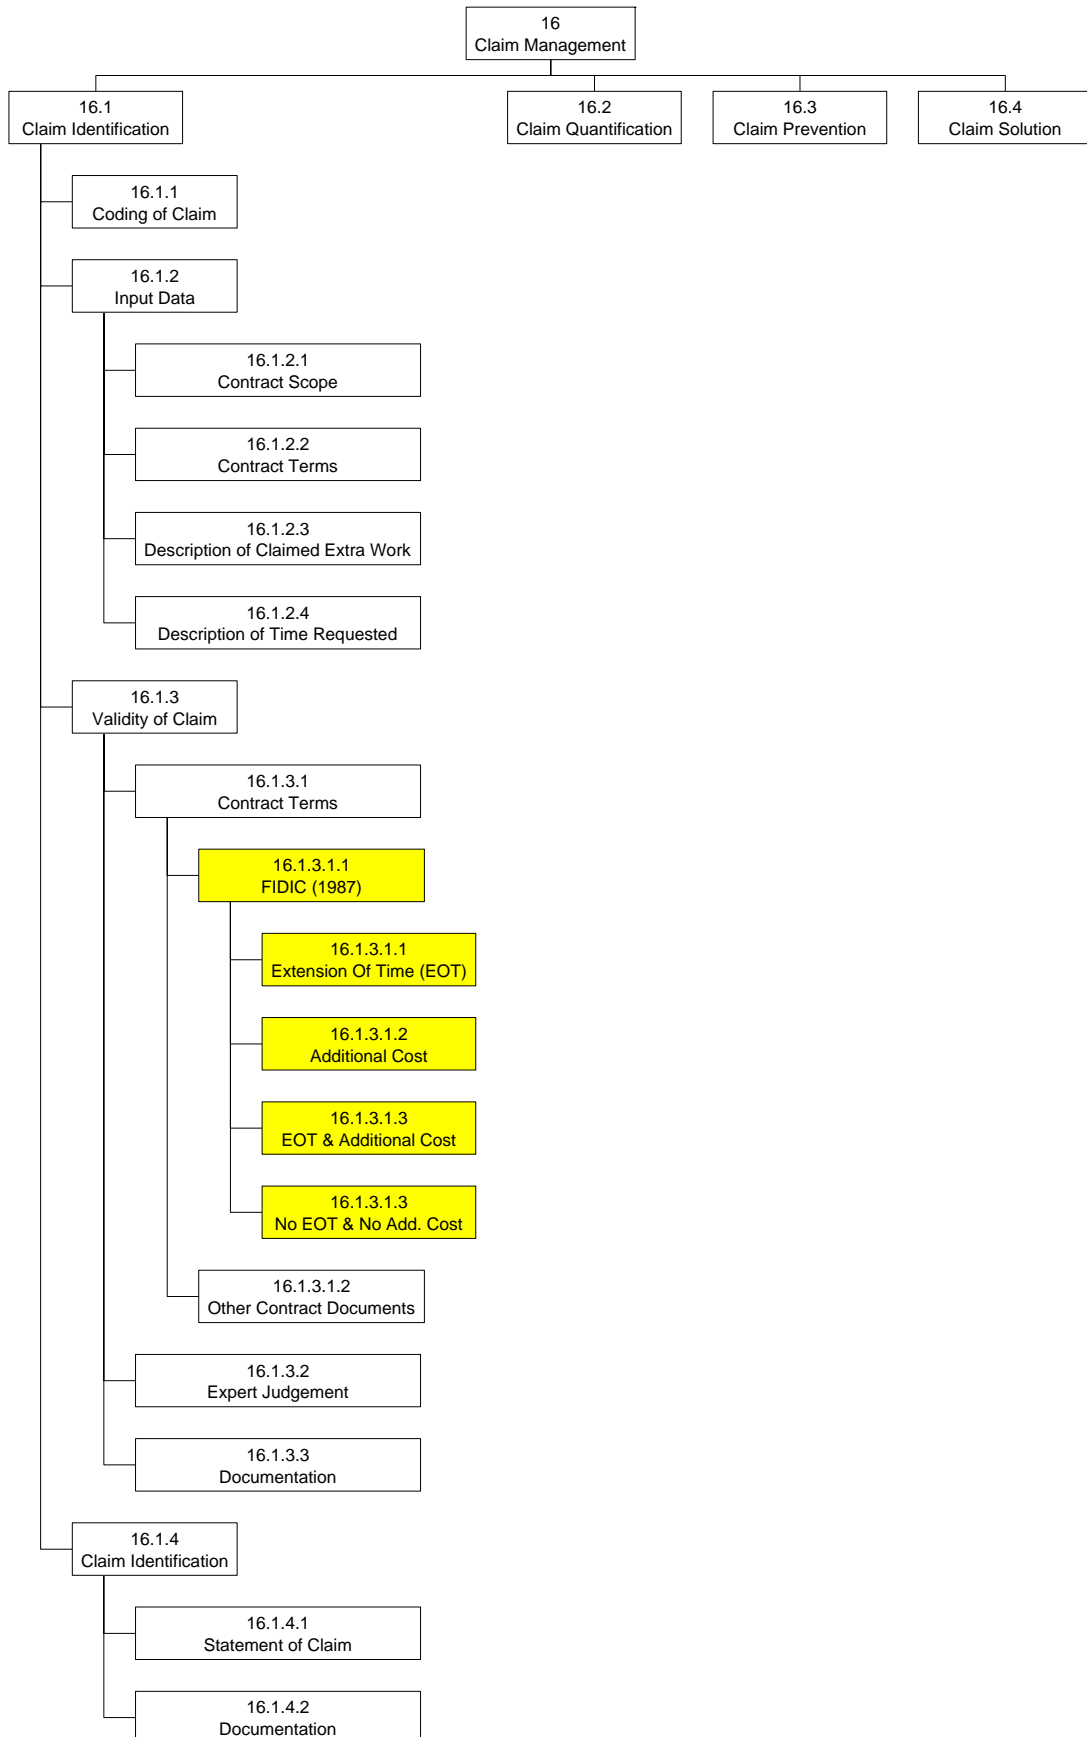 16
Claim Management
16.1
Claim Identification
16.2
Claim Quantification
16.3
Claim Prevention
16.4
Claim Solution
16.1.1
Coding of Claim
16.1.2
Input Data
16.1.2.1
Contract Scope
16.1.2.2
Contract Terms
16.1.2.3
Description of Claimed Extra Work
16.1.2.4
Description of Time Requested
16.1.3
Validity of Claim
16.1.3.1
Contract Terms
16.1.3.1.1
FIDIC (1987)
16.1.3.1.1
Extension Of Time (EOT)
16.1.3.1.2
Additional Cost
16.1.3.1.3
EOT & Additional Cost
16.1.3.1.3
No EOT & No Add. Cost
16.1.3.1.2
Other Contract Documents
16.1.3.2
Expert Judgement
16.1.3.3
Documentation
16.1.4
Claim Identification
16.1.4.1
Statement of Claim
16.1.4.2
Documentation